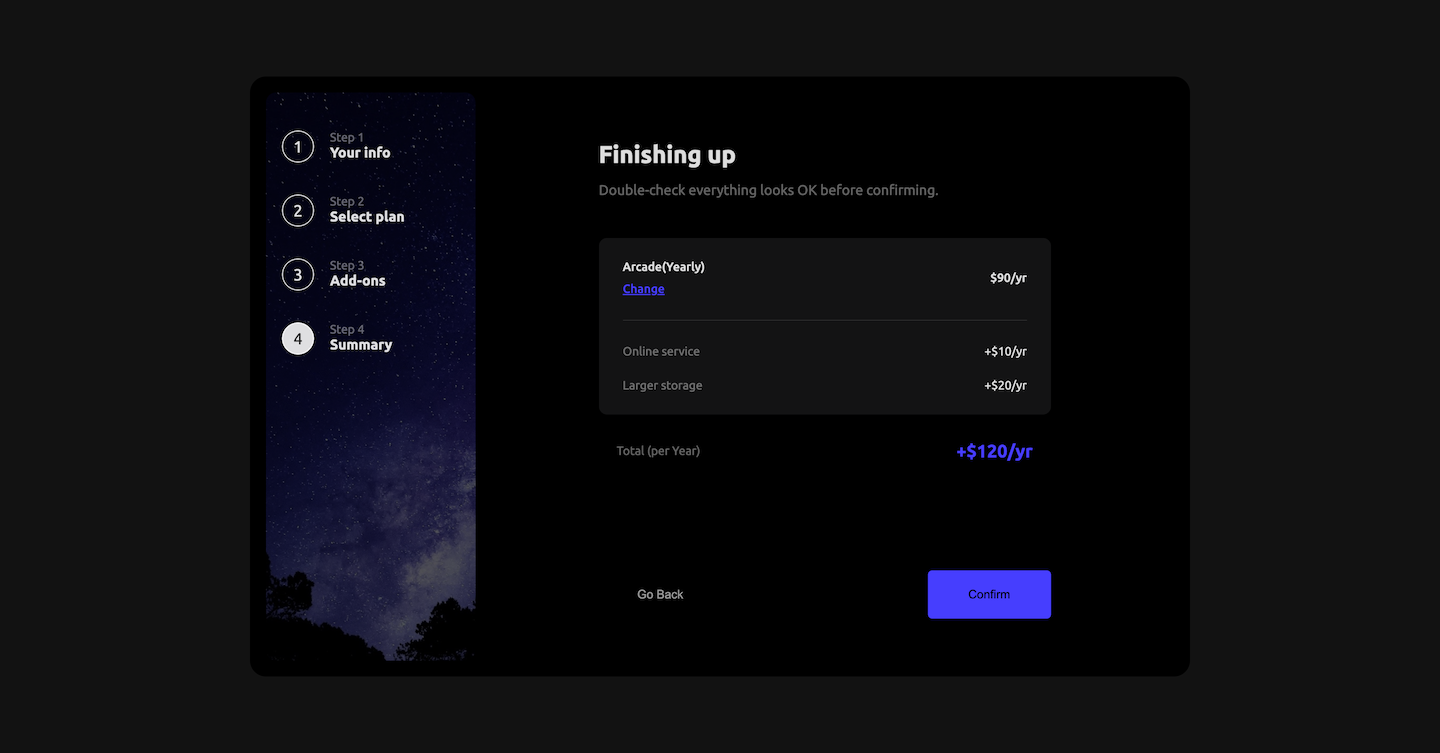 1
Step 1
Your info
2
Step 2
Select plan
3
Step 3
Add-ons
4
Step 4
Summary
Finishing up
Double-check everything looks OK before confirming.
Arcade(Yearly)
Change
$90/yr
Online service +$10/yr
Larger storage +$20/yr
Total (per Year) +$120/yr
Go Back Confirm